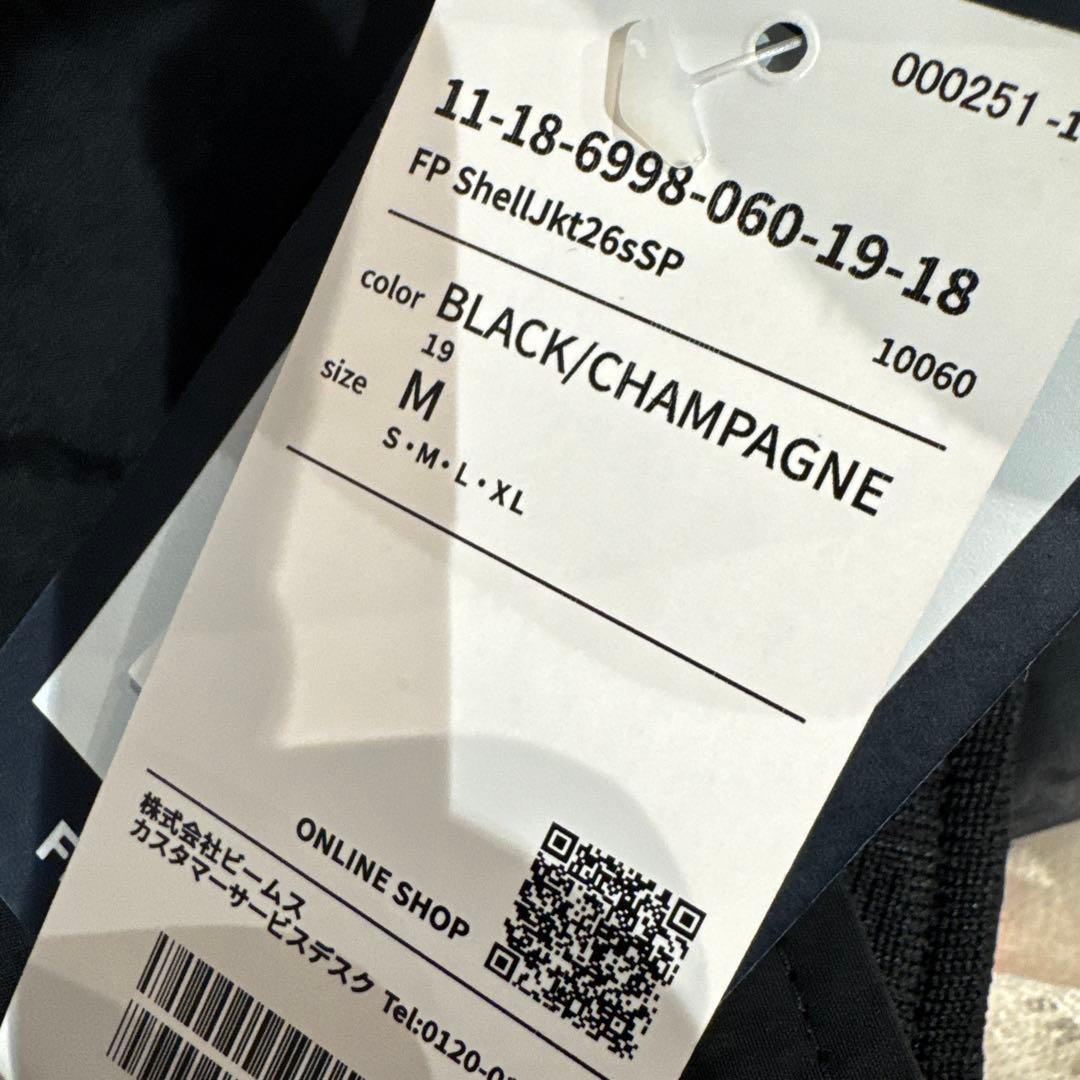 000251 -1
11-18-6998-060-19-18
FP ShellJkt26sSP
10060
color BLACK/CHAMPAGNE
19
size M
S・M・L・XL
ONLINE SHOP
株式会社ビームス
カスタマーサービスデスク Tel:0120-0
F